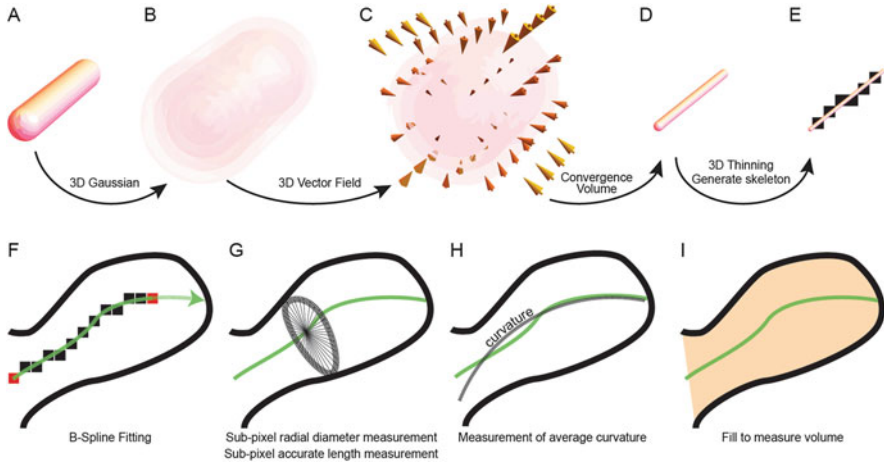 A
B
C
D
E
3D Gaussian
3D Vector Field
Convergence
Volume
3D Thinning
Generate skeleton
F
G
H
I
curvature
B-Spline Fitting
Sub-pixel radial diameter measurement
Sub-pixel accurate length measurement
Measurement of average curvature
Fill to measure volume